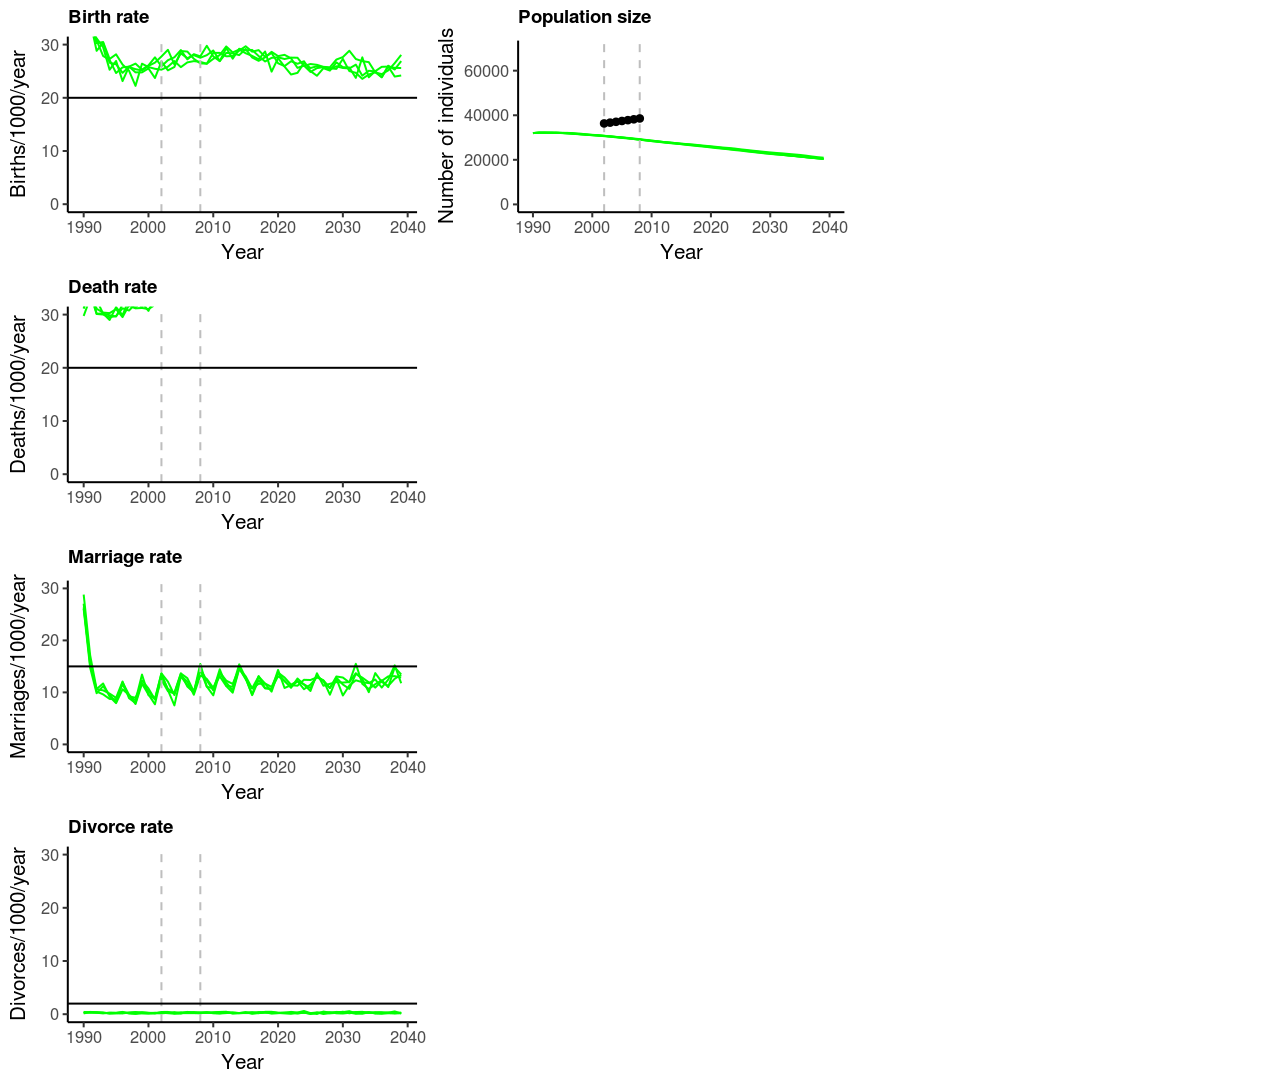 Birth rate
Births/1000/year
30
20
10
0
1990 2000 2010 2020 2030 2040
Year
Population size
Number of individuals
60000
40000
20000
0
1990 2000 2010 2020 2030 2040
Year
Death rate
Deaths/1000/year
30
20
10
0
1990 2000 2010 2020 2030 2040
Year
Marriage rate
Marriages/1000/year
30
20
10
0
1990 2000 2010 2020 2030 2040
Year
Divorce rate
Divorces/1000/year
30
20
10
0
1990 2000 2010 2020 2030 2040
Year